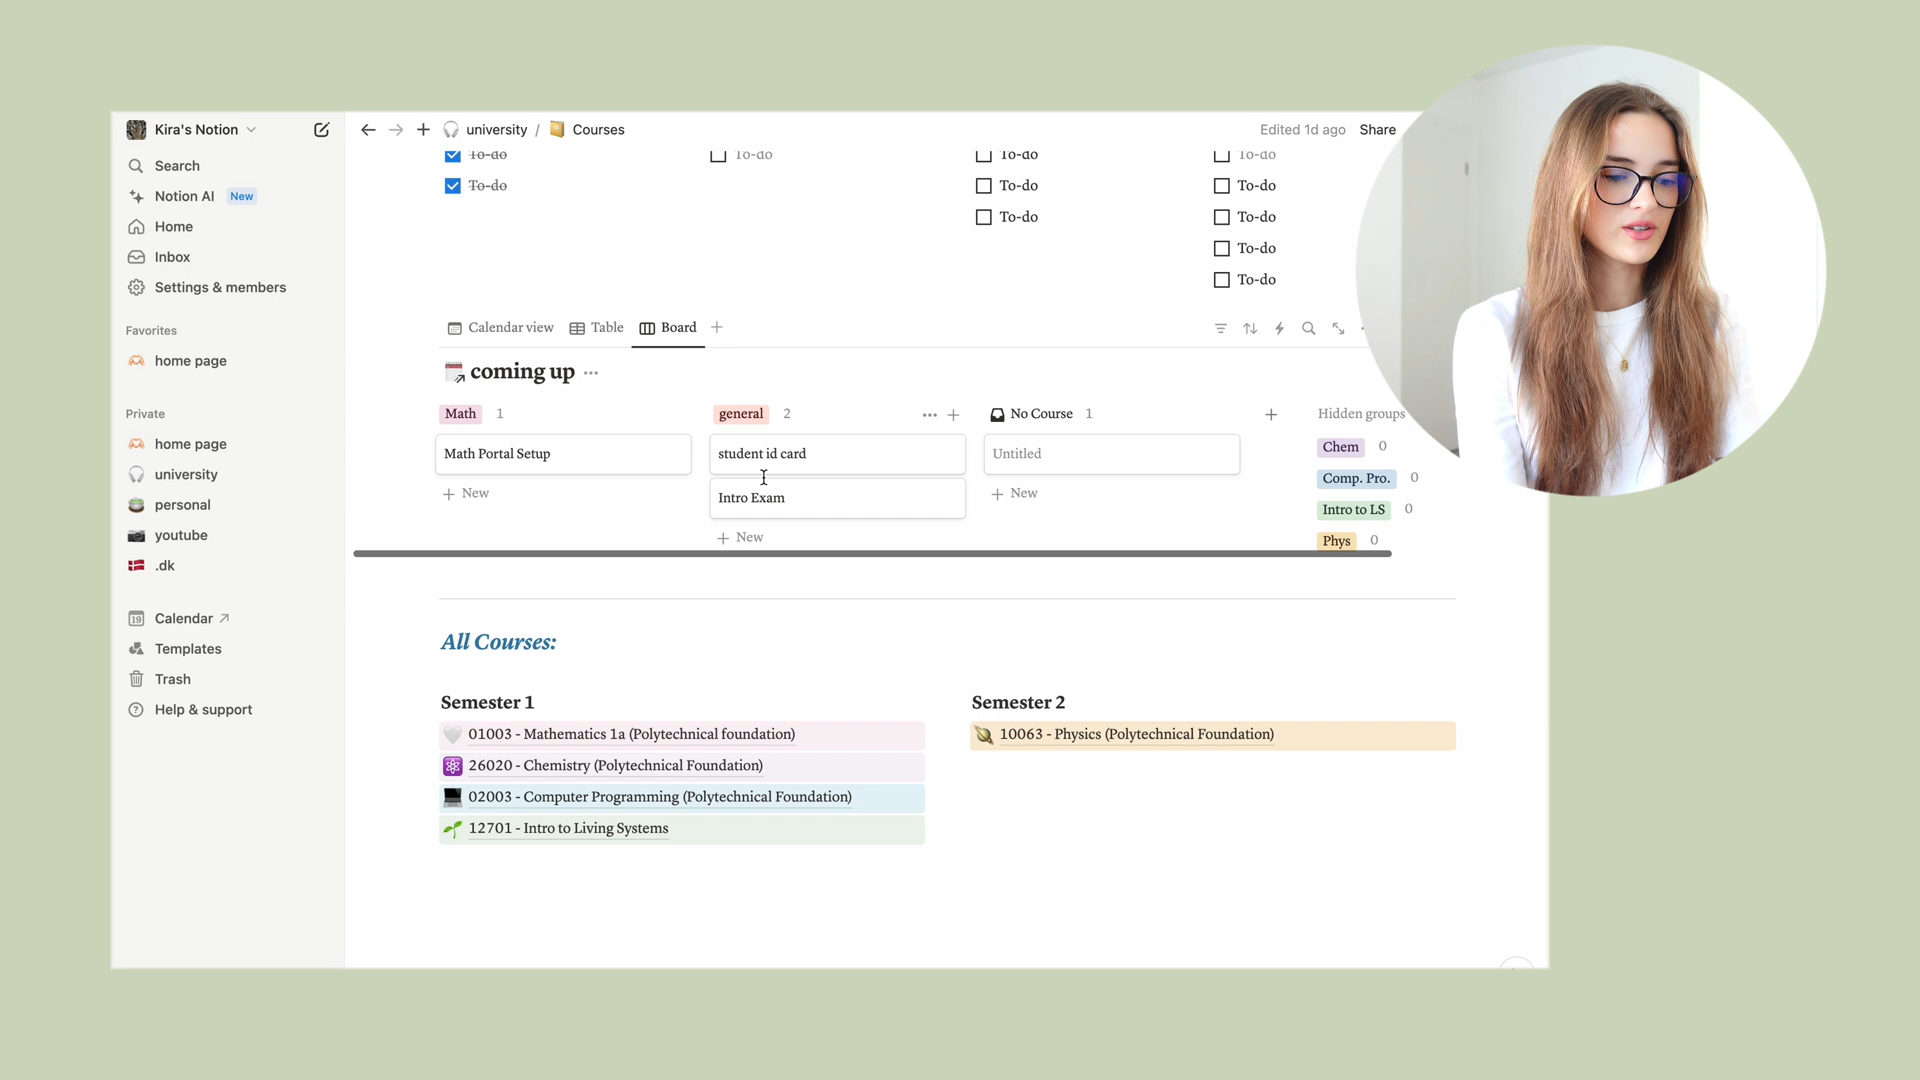 Kira's Notion
university / Courses
Edited 1d ago Share
Search
Notion AI New
Home
Inbox
Settings & members
Favorites
home page
Private
home page
university
personal
youtube
.dk
19 Calendar
Templates
Trash
Help & support
To-do To-do To-do To-do
To-do To-do To-do
To-do To-do
To-do
To-do
Calendar view Table Board
coming up
Math 1 general 2 No Course 1 Hidden groups
Math Portal Setup student id card Untitled Chem 0
New Intro Exam New Comp. Pro. 0
New Intro to LS 0
Phys 0
All Courses:
Semester 1
01003 - Mathematics 1a (Polytechnical foundation)
26020 - Chemistry (Polytechnical Foundation)
02003 - Computer Programming (Polytechnical Foundation)
12701 - Intro to Living Systems
Semester 2
10063 - Physics (Polytechnical Foundation)